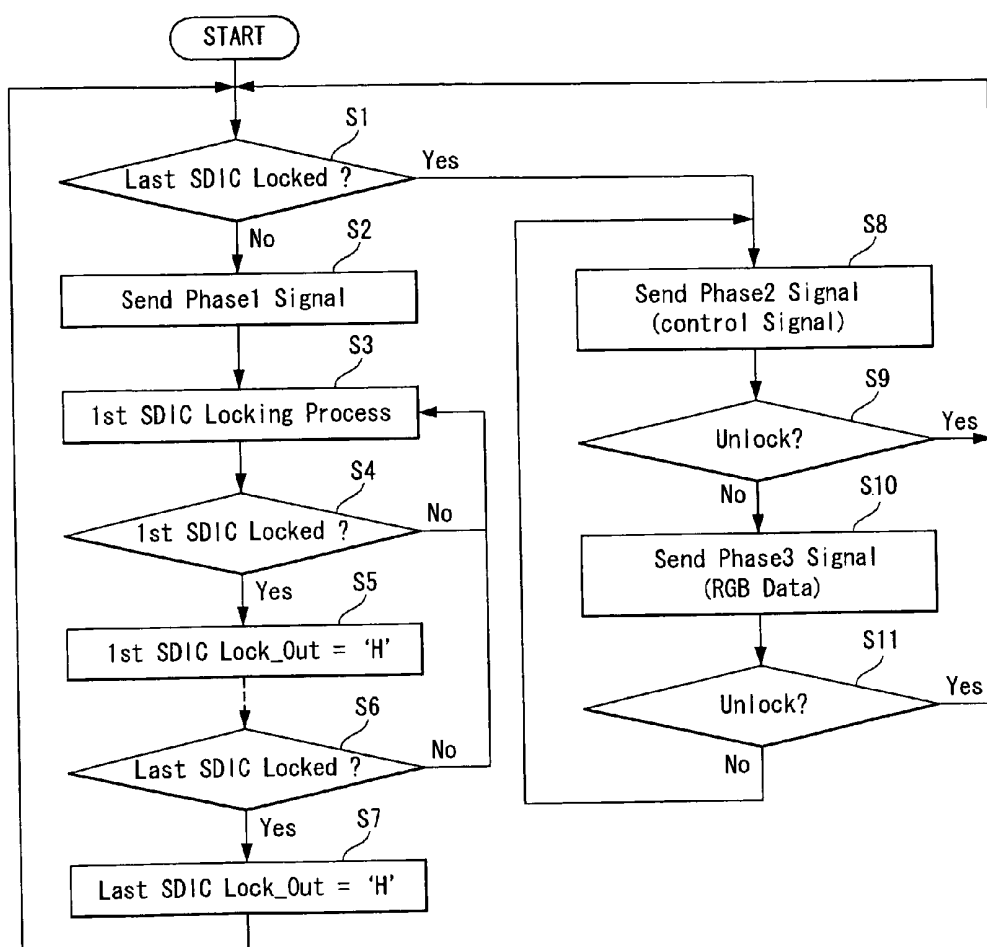 START
S1
Last SDIC Locked ?
Yes
No
S2
Send Phase1 Signal
S3
1st SDIC Locking Process
S4
1st SDIC Locked ?
No
Yes
S5
1st SDIC Lock_Out = ‘H’
S6
Last SDIC Locked ?
No
Yes
S7
Last SDIC Lock_Out = ‘H’
S8
Send Phase2 Signal
(control Signal)
S9
Unlock?
Yes
No
S10
Send Phase3 Signal
(RGB Data)
S11
Unlock?
Yes
No